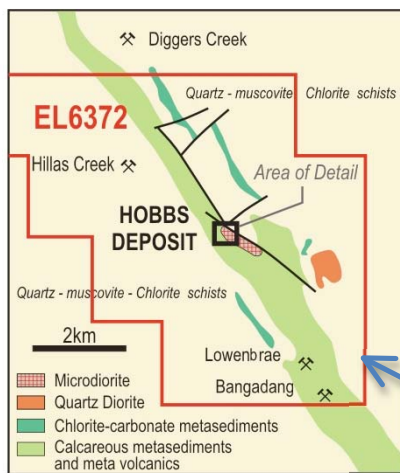 Diggers Creek
Quartz - muscovite Chlorite schists
EL6372
Area of Detail
Hillas Creek
HOBBS
DEPOSIT
Quartz - muscovite - Chlorite schists
2km
Lowenbrae
Bangadang
Microdiorite
Quartz Diorite
Chlorite-carbonate metasediments
Calcareous metasediments
and meta volcanics